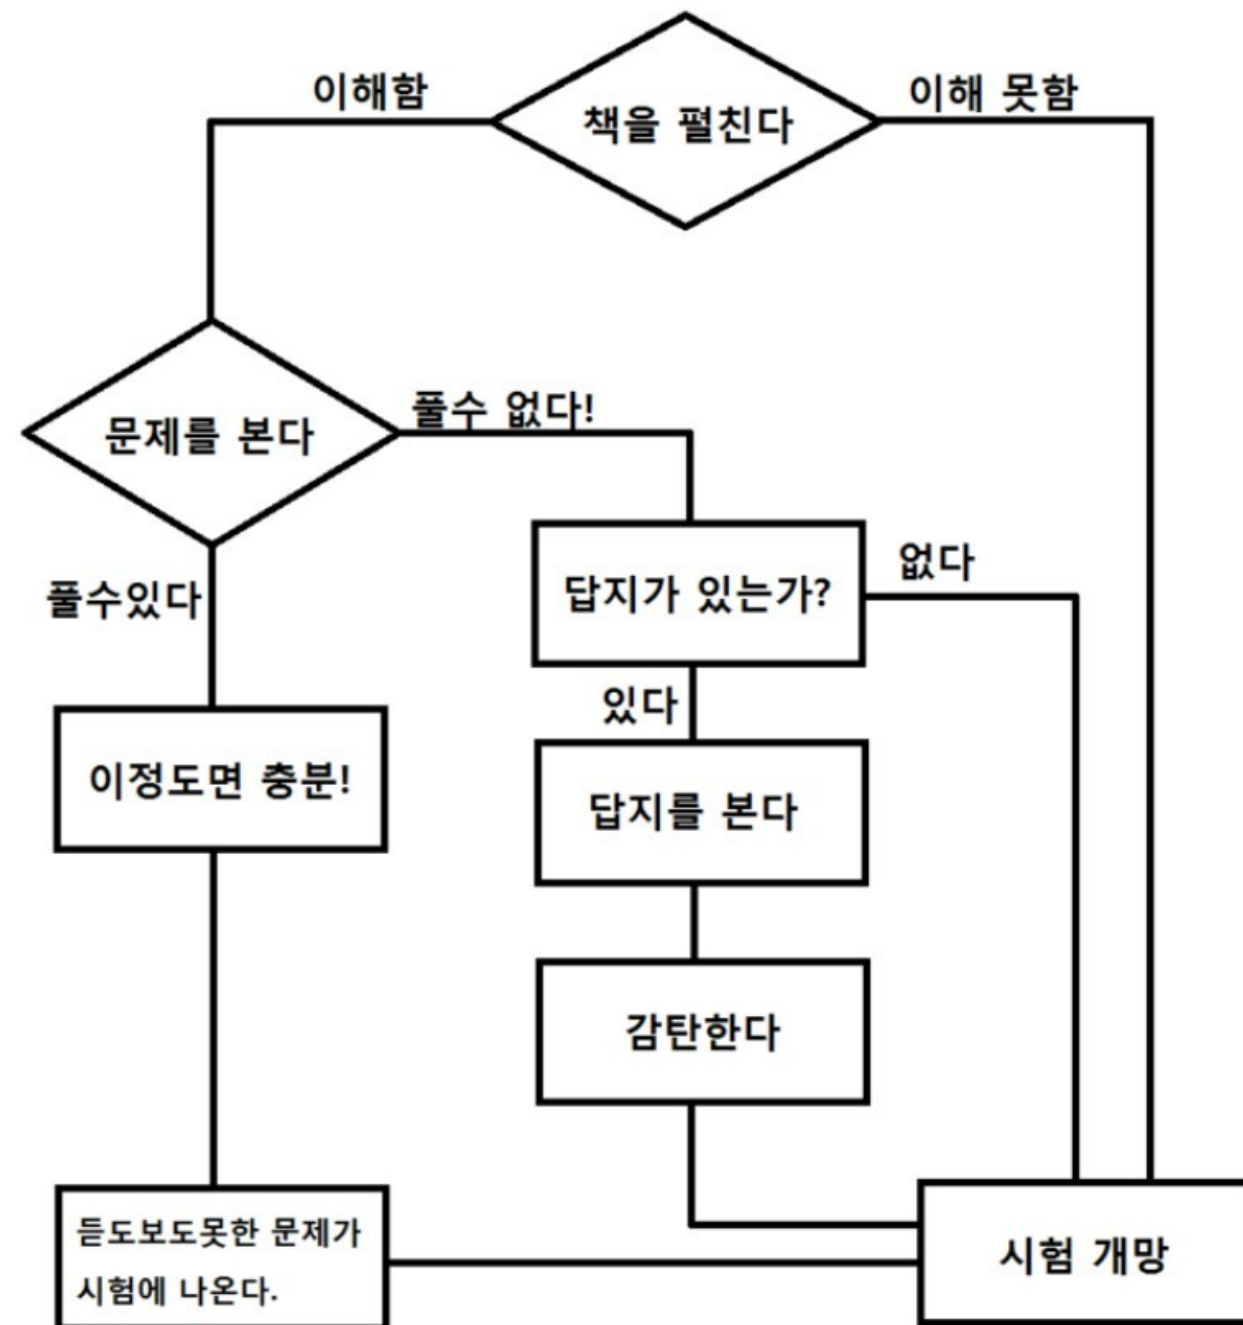 이해함
책을 펼친다
이해 못함
문제를 본다
풀수 없다!
풀수있다
답지가 있는가?
없다
있다
이정도면 충분!
답지를 본다
감탄한다
듣도보도못한 문제가
시험에 나온다.
시험 개망